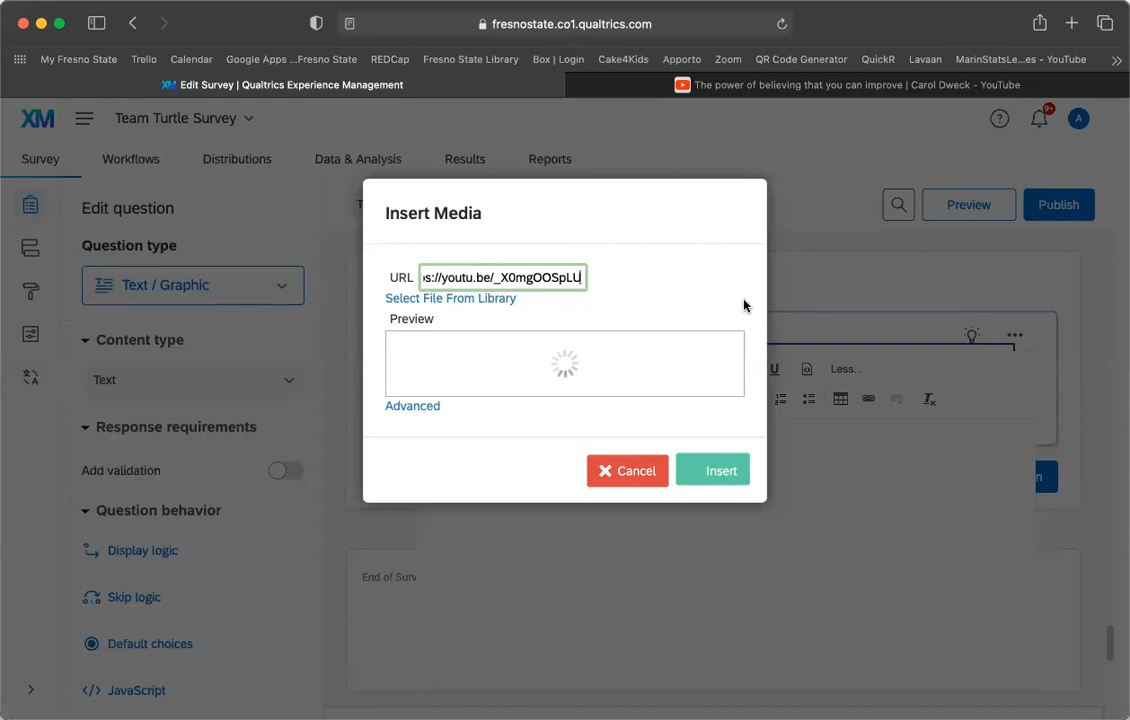 fresnostate.co1.qualtrics.com
My Fresno State Trello Calendar Google Apps ...Fresno State REDCap Fresno State Library Box | Login Cake4Kids Apporto Zoom QR Code Generator QuickR Lavaan MarinStatsLe...es - YouTube
XM Edit Survey | Qualtrics Experience Management
The power of believing that you can improve | Carol Dweck - YouTube
XM Team Turtle Survey
9+
A
Survey Workflows Distributions Data & Analysis Results Reports
Edit question
Preview
Publish
Insert Media
Question type
Text / Graphic
URL ps://youtu.be/_X0mgOOSpLU
Select File From Library
Preview
Content type
Text
U Less...
Advanced
Response requirements
Add validation
Cancel
Insert
Question behavior
Display logic
End of Surv
Skip logic
Default choices
JavaScript